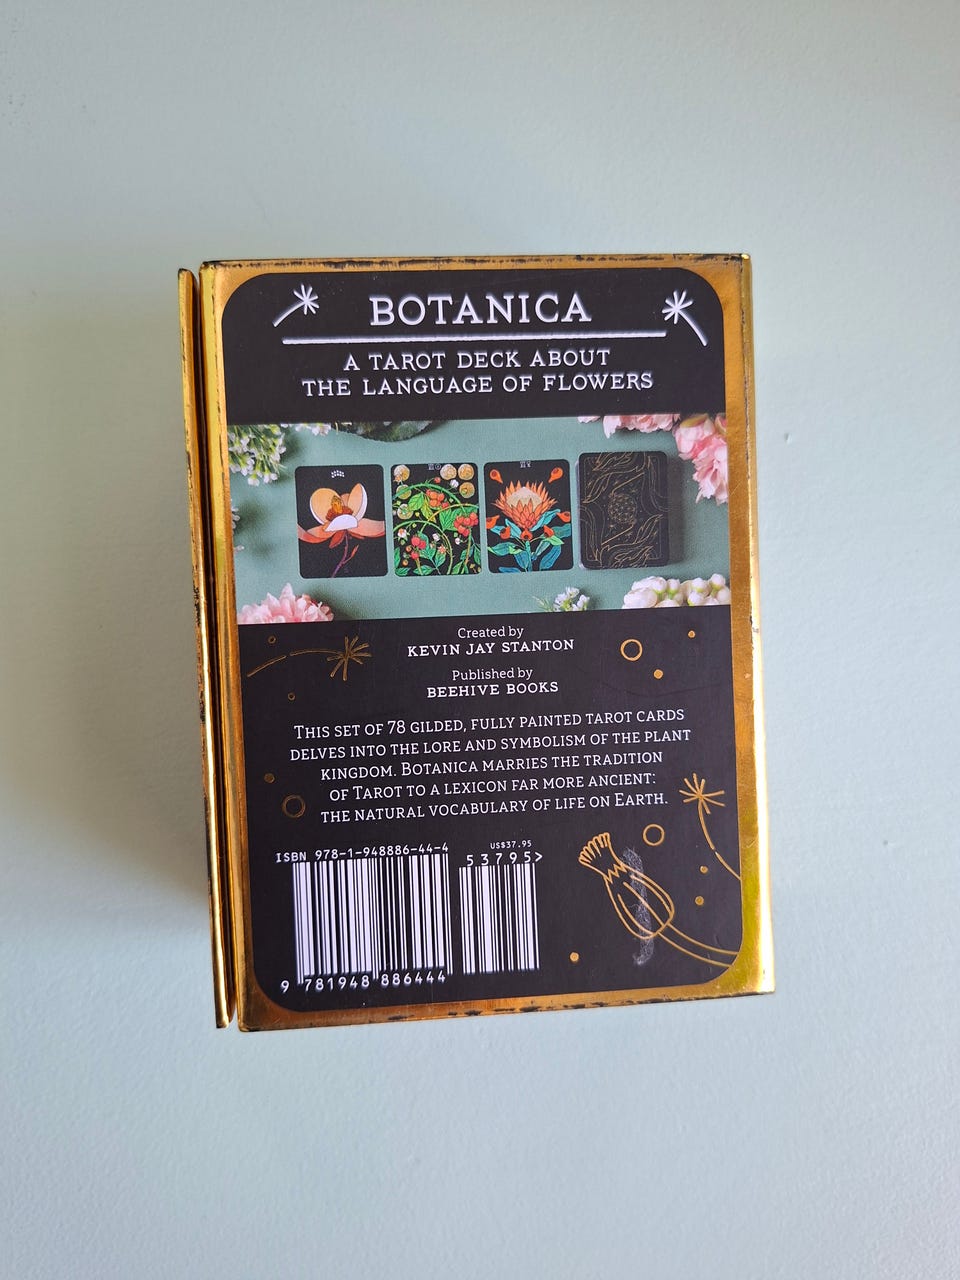 BOTANICA
A TAROT DECK ABOUT
THE LANGUAGE OF FLOWERS
Created by
KEVIN JAY STANTON
Published by
BEEHIVE BOOKS
THIS SET OF 78 GILDED, FULLY PAINTED TAROT CARDS
DELVES INTO THE LORE AND SYMBOLISM OF THE PLANT
KINGDOM. BOTANICA MARRIES THE TRADITION
OF TAROT TO A LEXICON FAR MORE ANCIENT:
THE NATURAL VOCABULARY OF LIFE ON EARTH.
ISBN 978-1-948886-44-4
US$37.95
53795>
9 781948 886444